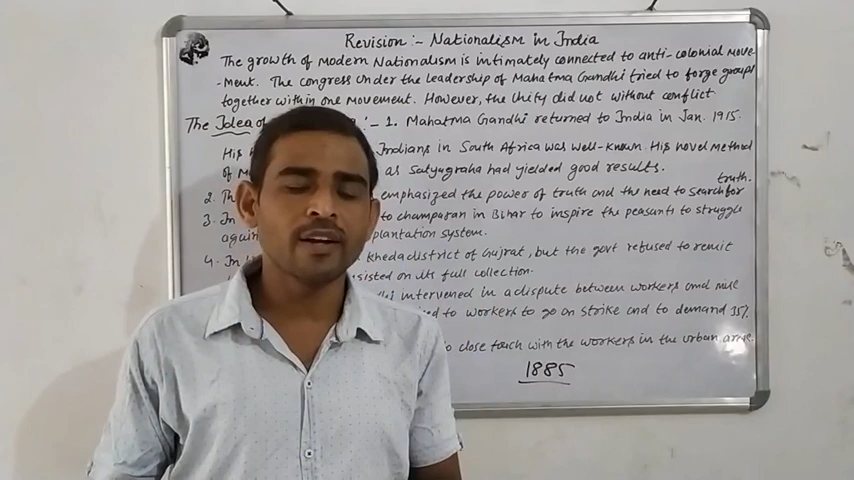 Revision :- Nationalism in India
The growth of modern Nationalism is intimately connected to anti-colonial move-
-ment. The congress under the leadership of Mahatma Gandhi tried to forge groups
together within one movement. However, the Unity did not without conflict.
The Idea of :- 1. Mahatma Gandhi returned to India in Jan. 1915.
His Indians in South Africa was well-known. His novel method
of as Satyagraha had yielded good results.
2. emphasized the power of truth and the need to search for truth.
3. In to champaran in Bihar to inspire the peasants to struggle
plantation system.
4. In Kheda district of Gujrat, but the govt refused to remit
insisted on its full collection.
intervened in a dispute between workers and mill
to workers to go on strike and to demand 35%
close touch with the workers in the urban
1885